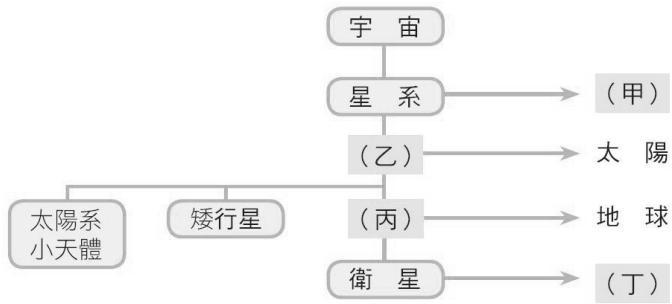 宇 宙
星 系
(甲)
(乙)
太 陽
太陽系
小天體
矮行星
(丙)
地 球
衛 星
(丁)